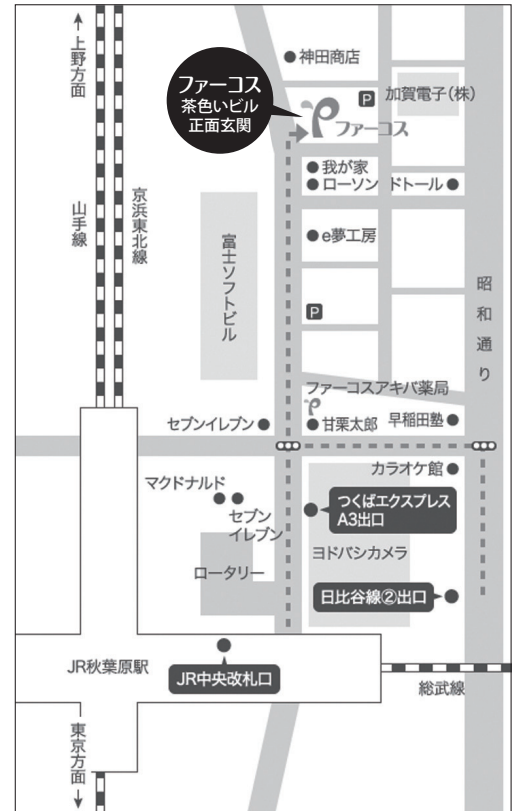 ↑上野方面
神田商店
P
加賀電子(株)
ファーコス
茶色いビル
正面玄関
ファーコス
我が家
ローソン
ドトール
山手線
京浜東北線
富士ソフトビル
e夢工房
昭和通り
P
ファーコスアキバ薬局
甘栗太郎
早稲田塾
セブンイレブン
カラオケ館
マクドナルド
セブン
イレブン
つくばエクスプレス
A3出口
ヨドバシカメラ
ロータリー
日比谷線②出口
JR秋葉原駅
JR中央改札口
総武線
東京方面↓